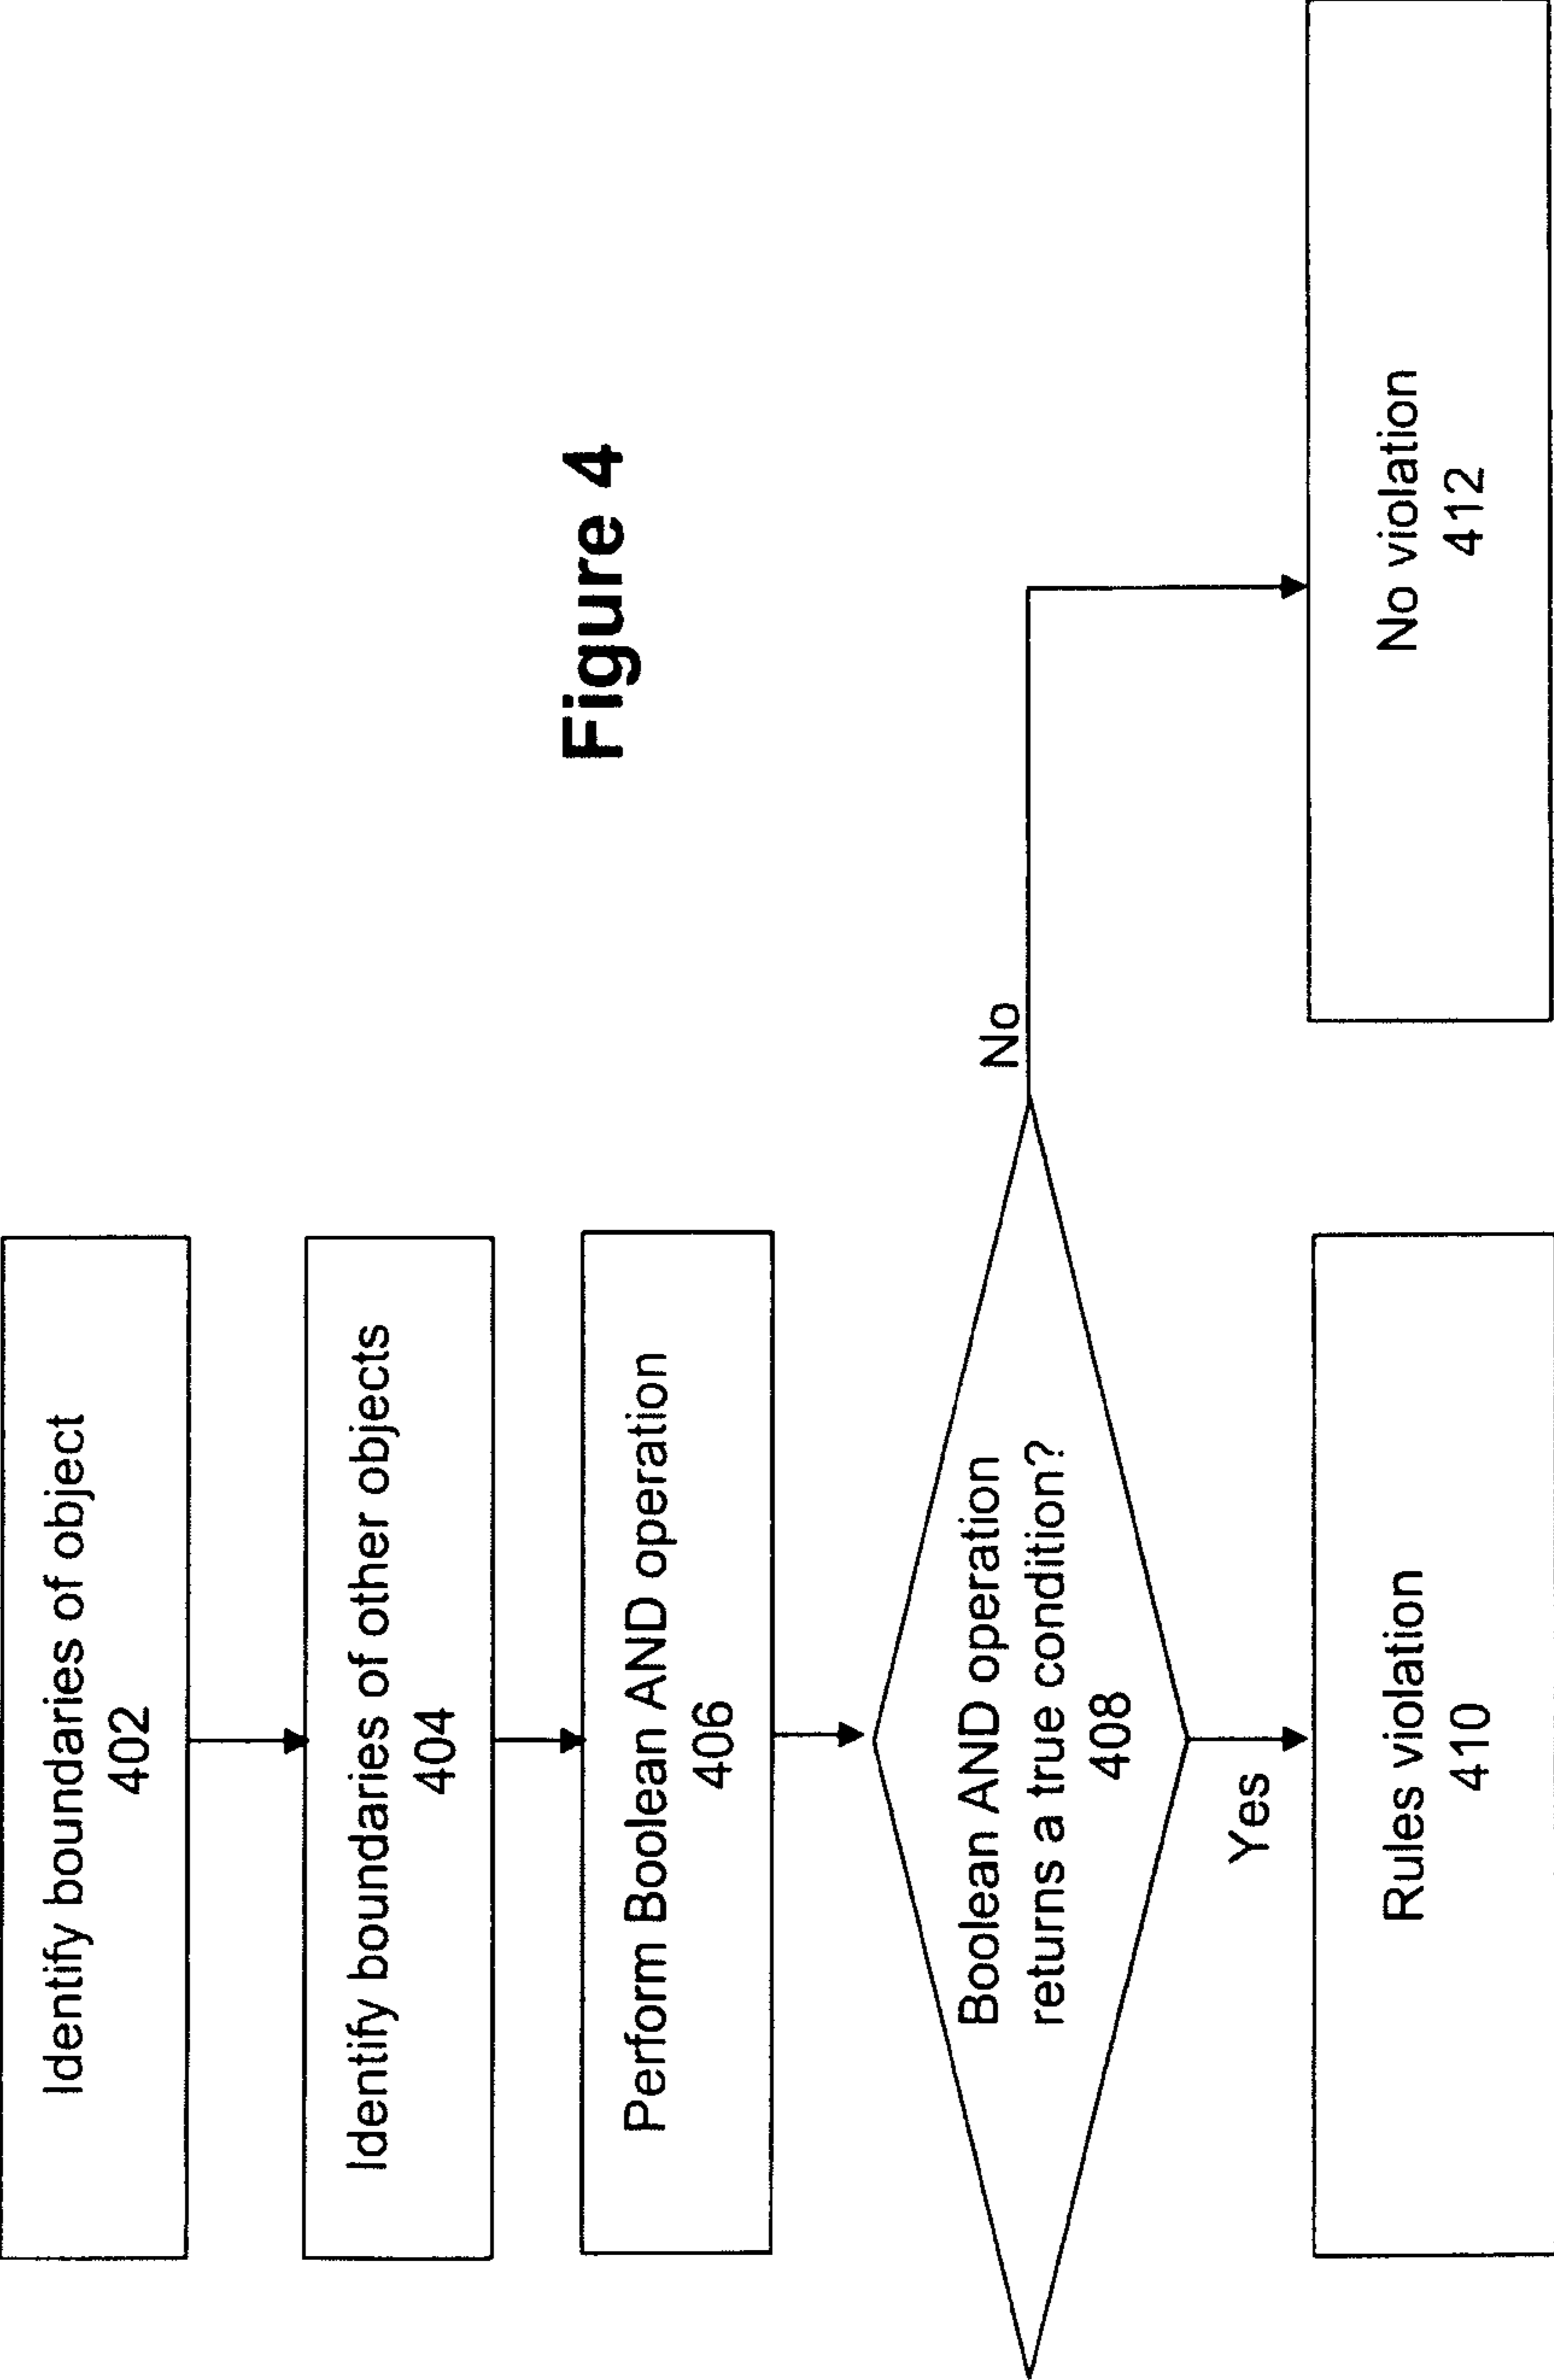 Identify boundaries of object
402
Identify boundaries of other objects
404
Figure 4
Perform Boolean AND operation
406
Boolean AND operation
returns a true condition?
408
No
Yes
Rules violation
410
No violation
412